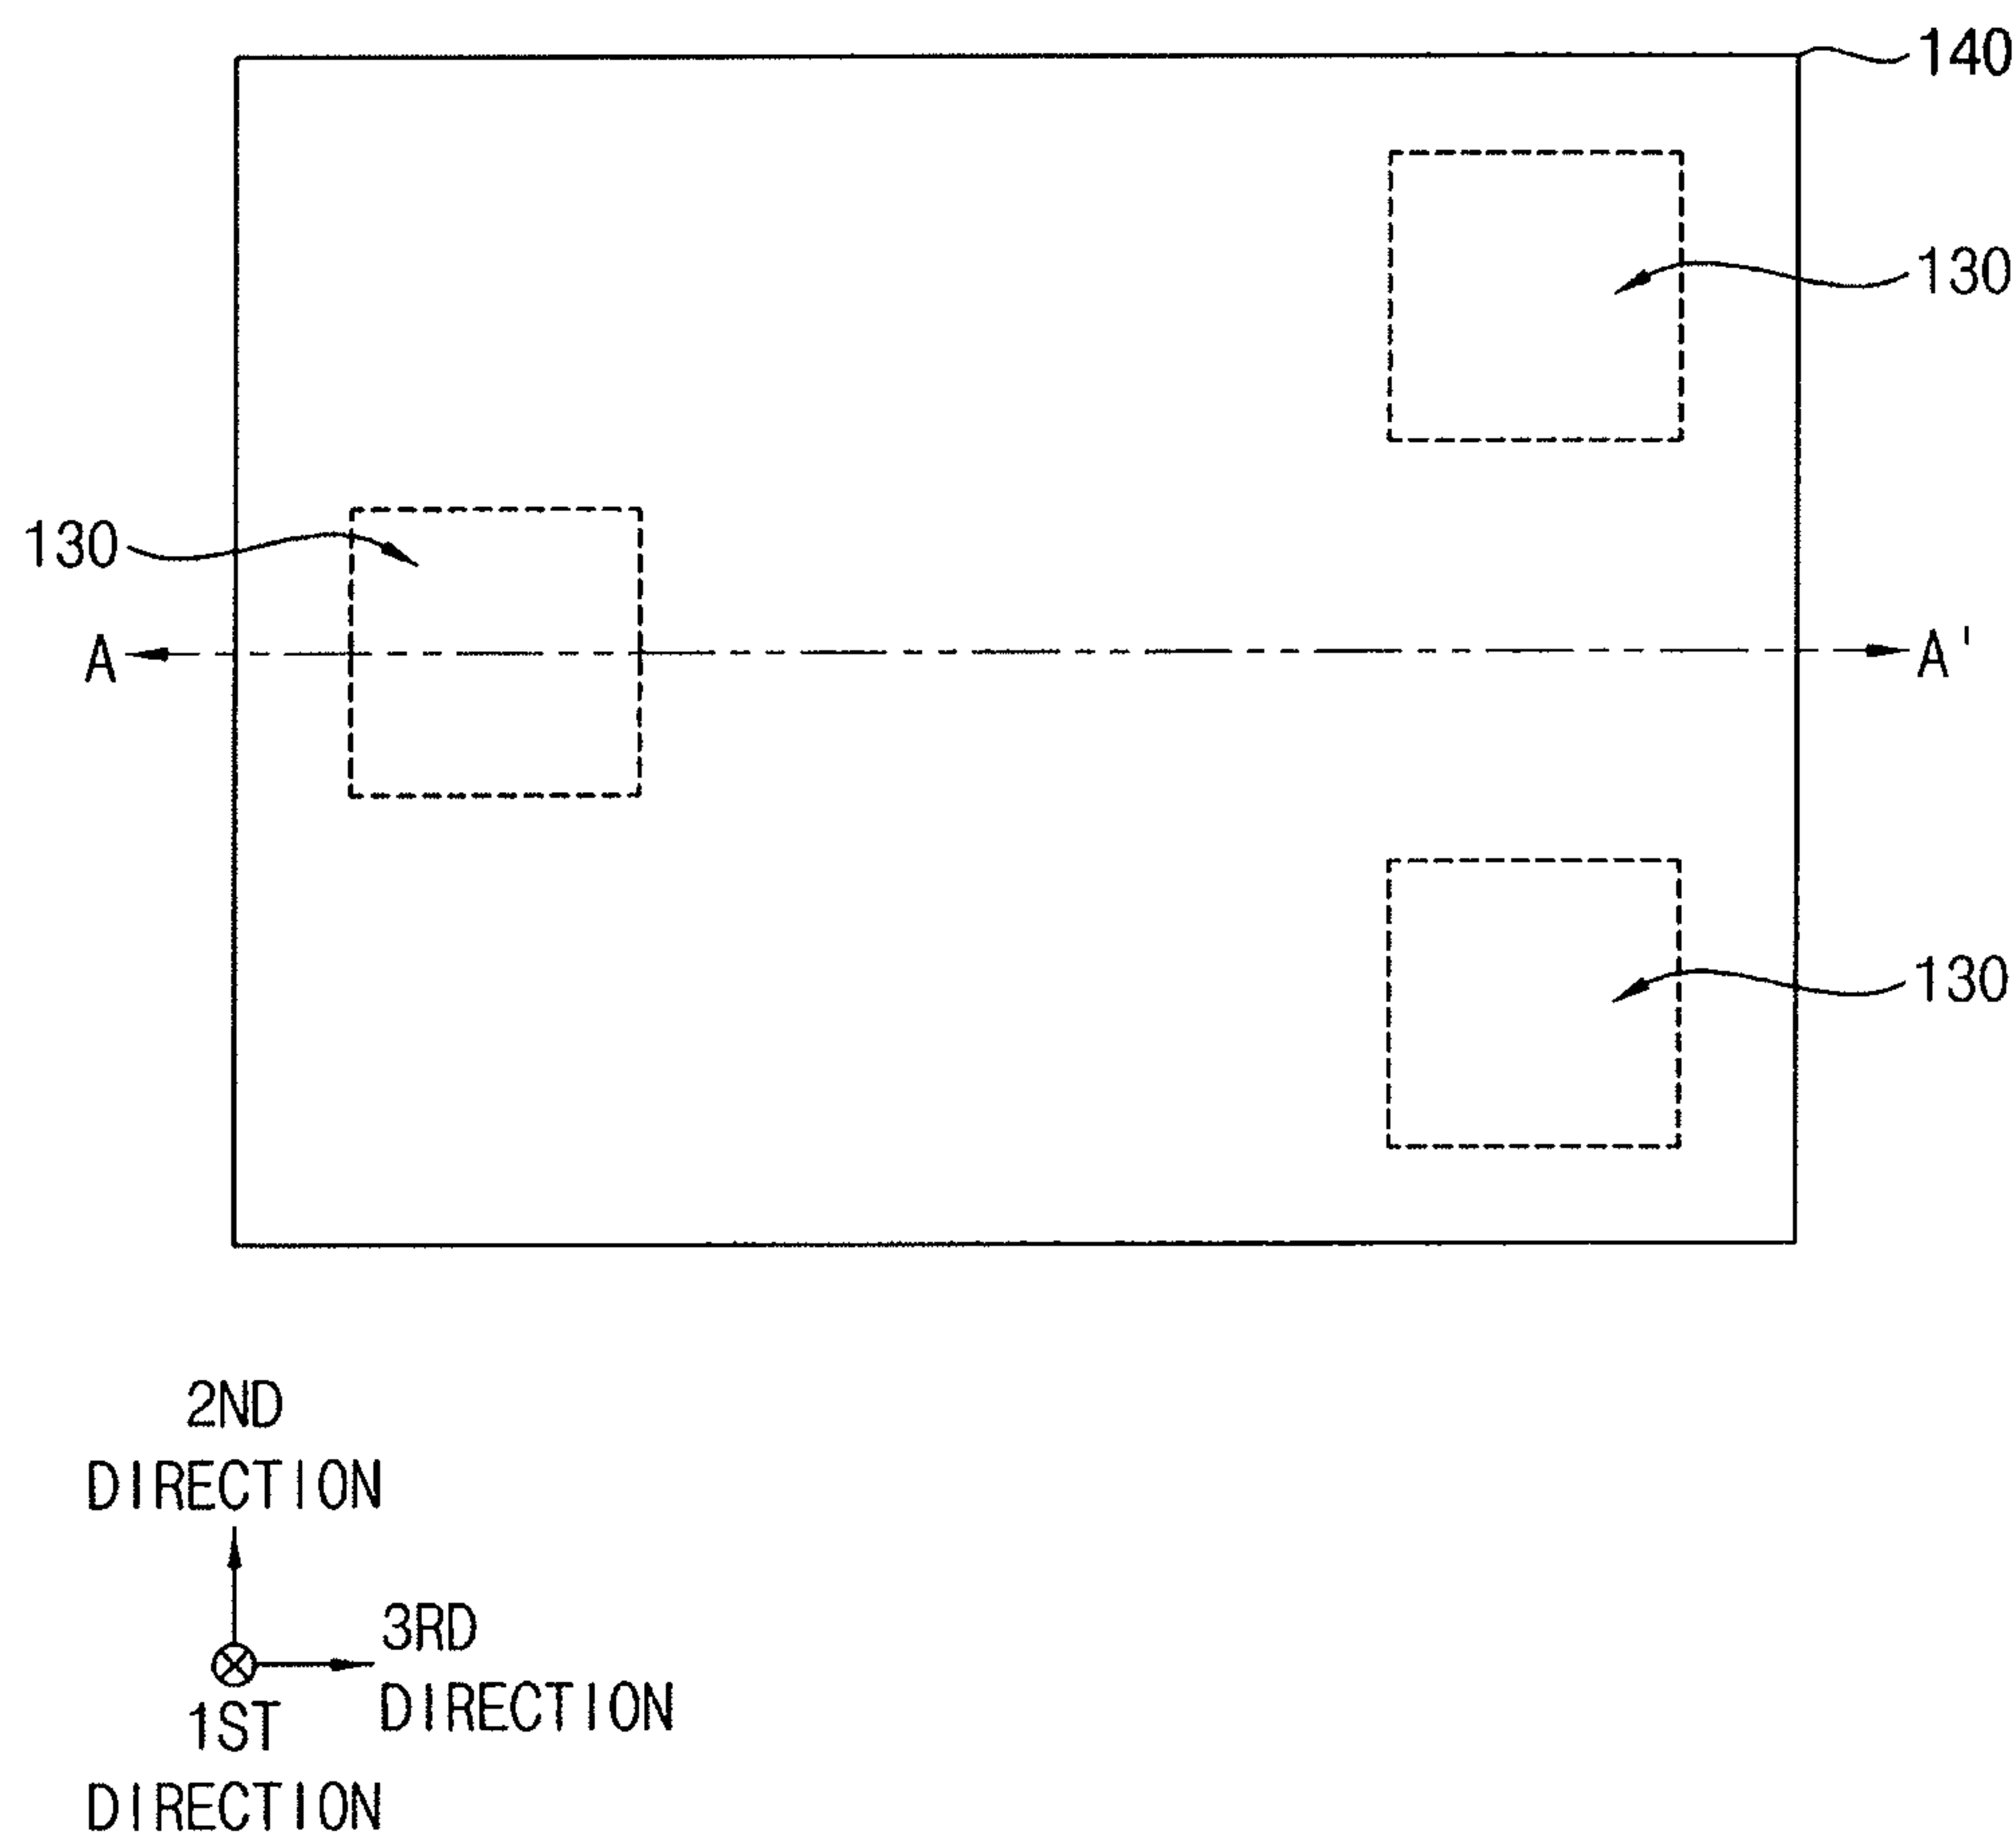 140
130
130
A
A'
130
2ND
DIRECTION
3RD
DIRECTION
1ST
DIRECTION